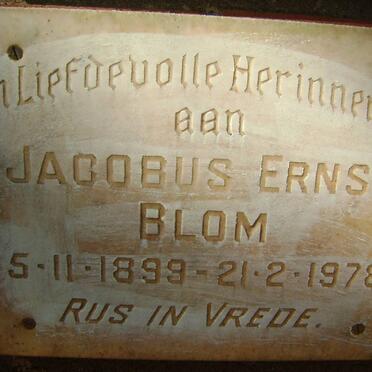 n Liefdevolle Herinner
aan
JACOBUS ERNS
BLOM
5-11-1899-21-2-1978
RUS IN VREDE.